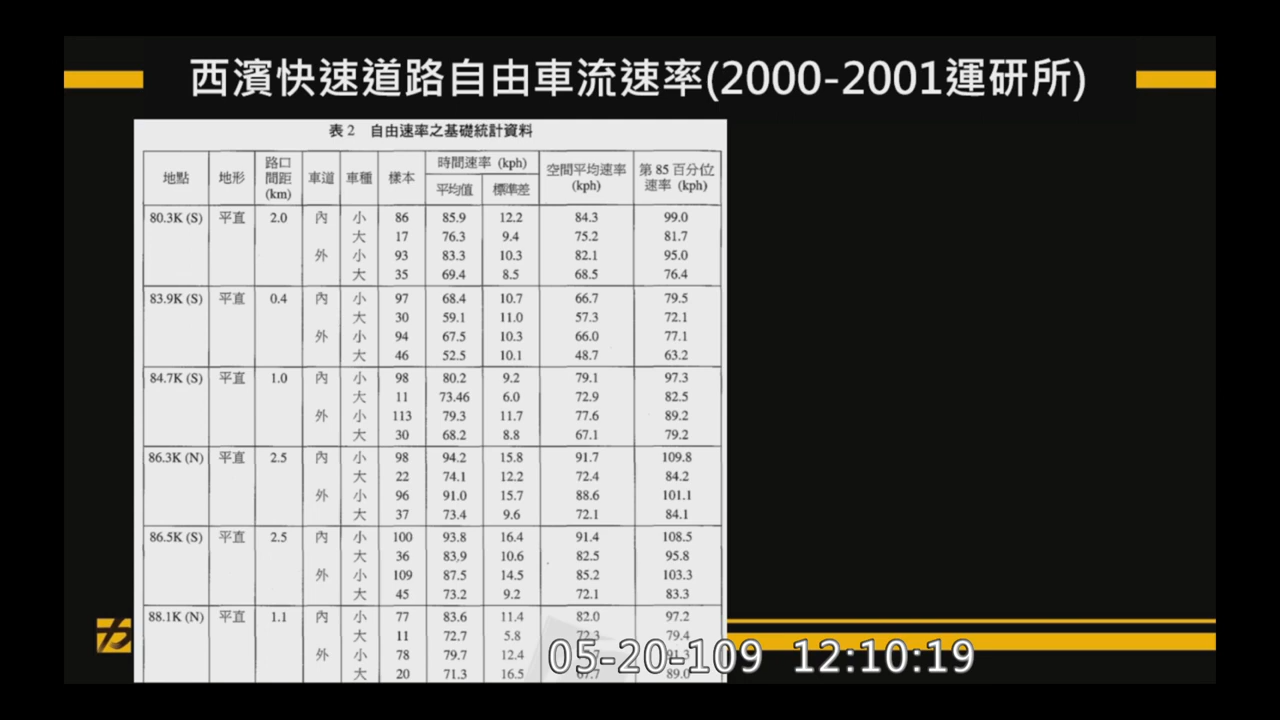 西濱快速道路自由車流速率(2000-2001運研所)
表 2 自由速率之基礎統計資料
地點 地形 路口間距(km) 車道 車種 樣本 時間速率 (kph) 平均值 標準差 空間平均速率 (kph) 第 85 百分位速率 (kph)
80.3K (S) 平直 2.0 內 小 86 85.9 12.2 84.3 99.0
大 17 76.3 9.4 75.2 81.7
外 小 93 83.3 10.3 82.1 95.0
大 35 69.4 8.5 68.5 76.4
83.9K (S) 平直 0.4 內 小 97 68.4 10.7 66.7 79.5
大 30 59.1 11.0 57.3 72.1
外 小 94 67.5 10.3 66.0 77.1
大 46 52.5 10.1 48.7 63.2
84.7K (S) 平直 1.0 內 小 98 80.2 9.2 79.1 97.3
大 11 73.46 6.0 72.9 82.5
外 小 113 79.3 11.7 77.6 89.2
大 30 68.2 8.8 67.1 79.2
86.3K (N) 平直 2.5 內 小 98 94.2 15.8 91.7 109.8
大 22 74.1 12.2 72.4 84.2
外 小 96 91.0 15.7 88.6 101.1
大 37 73.4 9.6 72.1 84.1
86.5K (S) 平直 2.5 內 小 100 93.8 16.4 91.4 108.5
大 36 83,9 10.6 82.5 95.8
外 小 109 87.5 14.5 85.2 103.3
大 45 73.2 9.2 72.1 83.3
88.1K (N) 平直 1.1 內 小 77 83.6 11.4 82.0 97.2
大 11 72.7 5.8 72.3 79.4
外 小 78 79.7 12.4
大 20 71.3 16.5 67.7 89.0
05-20-109 12:10:19